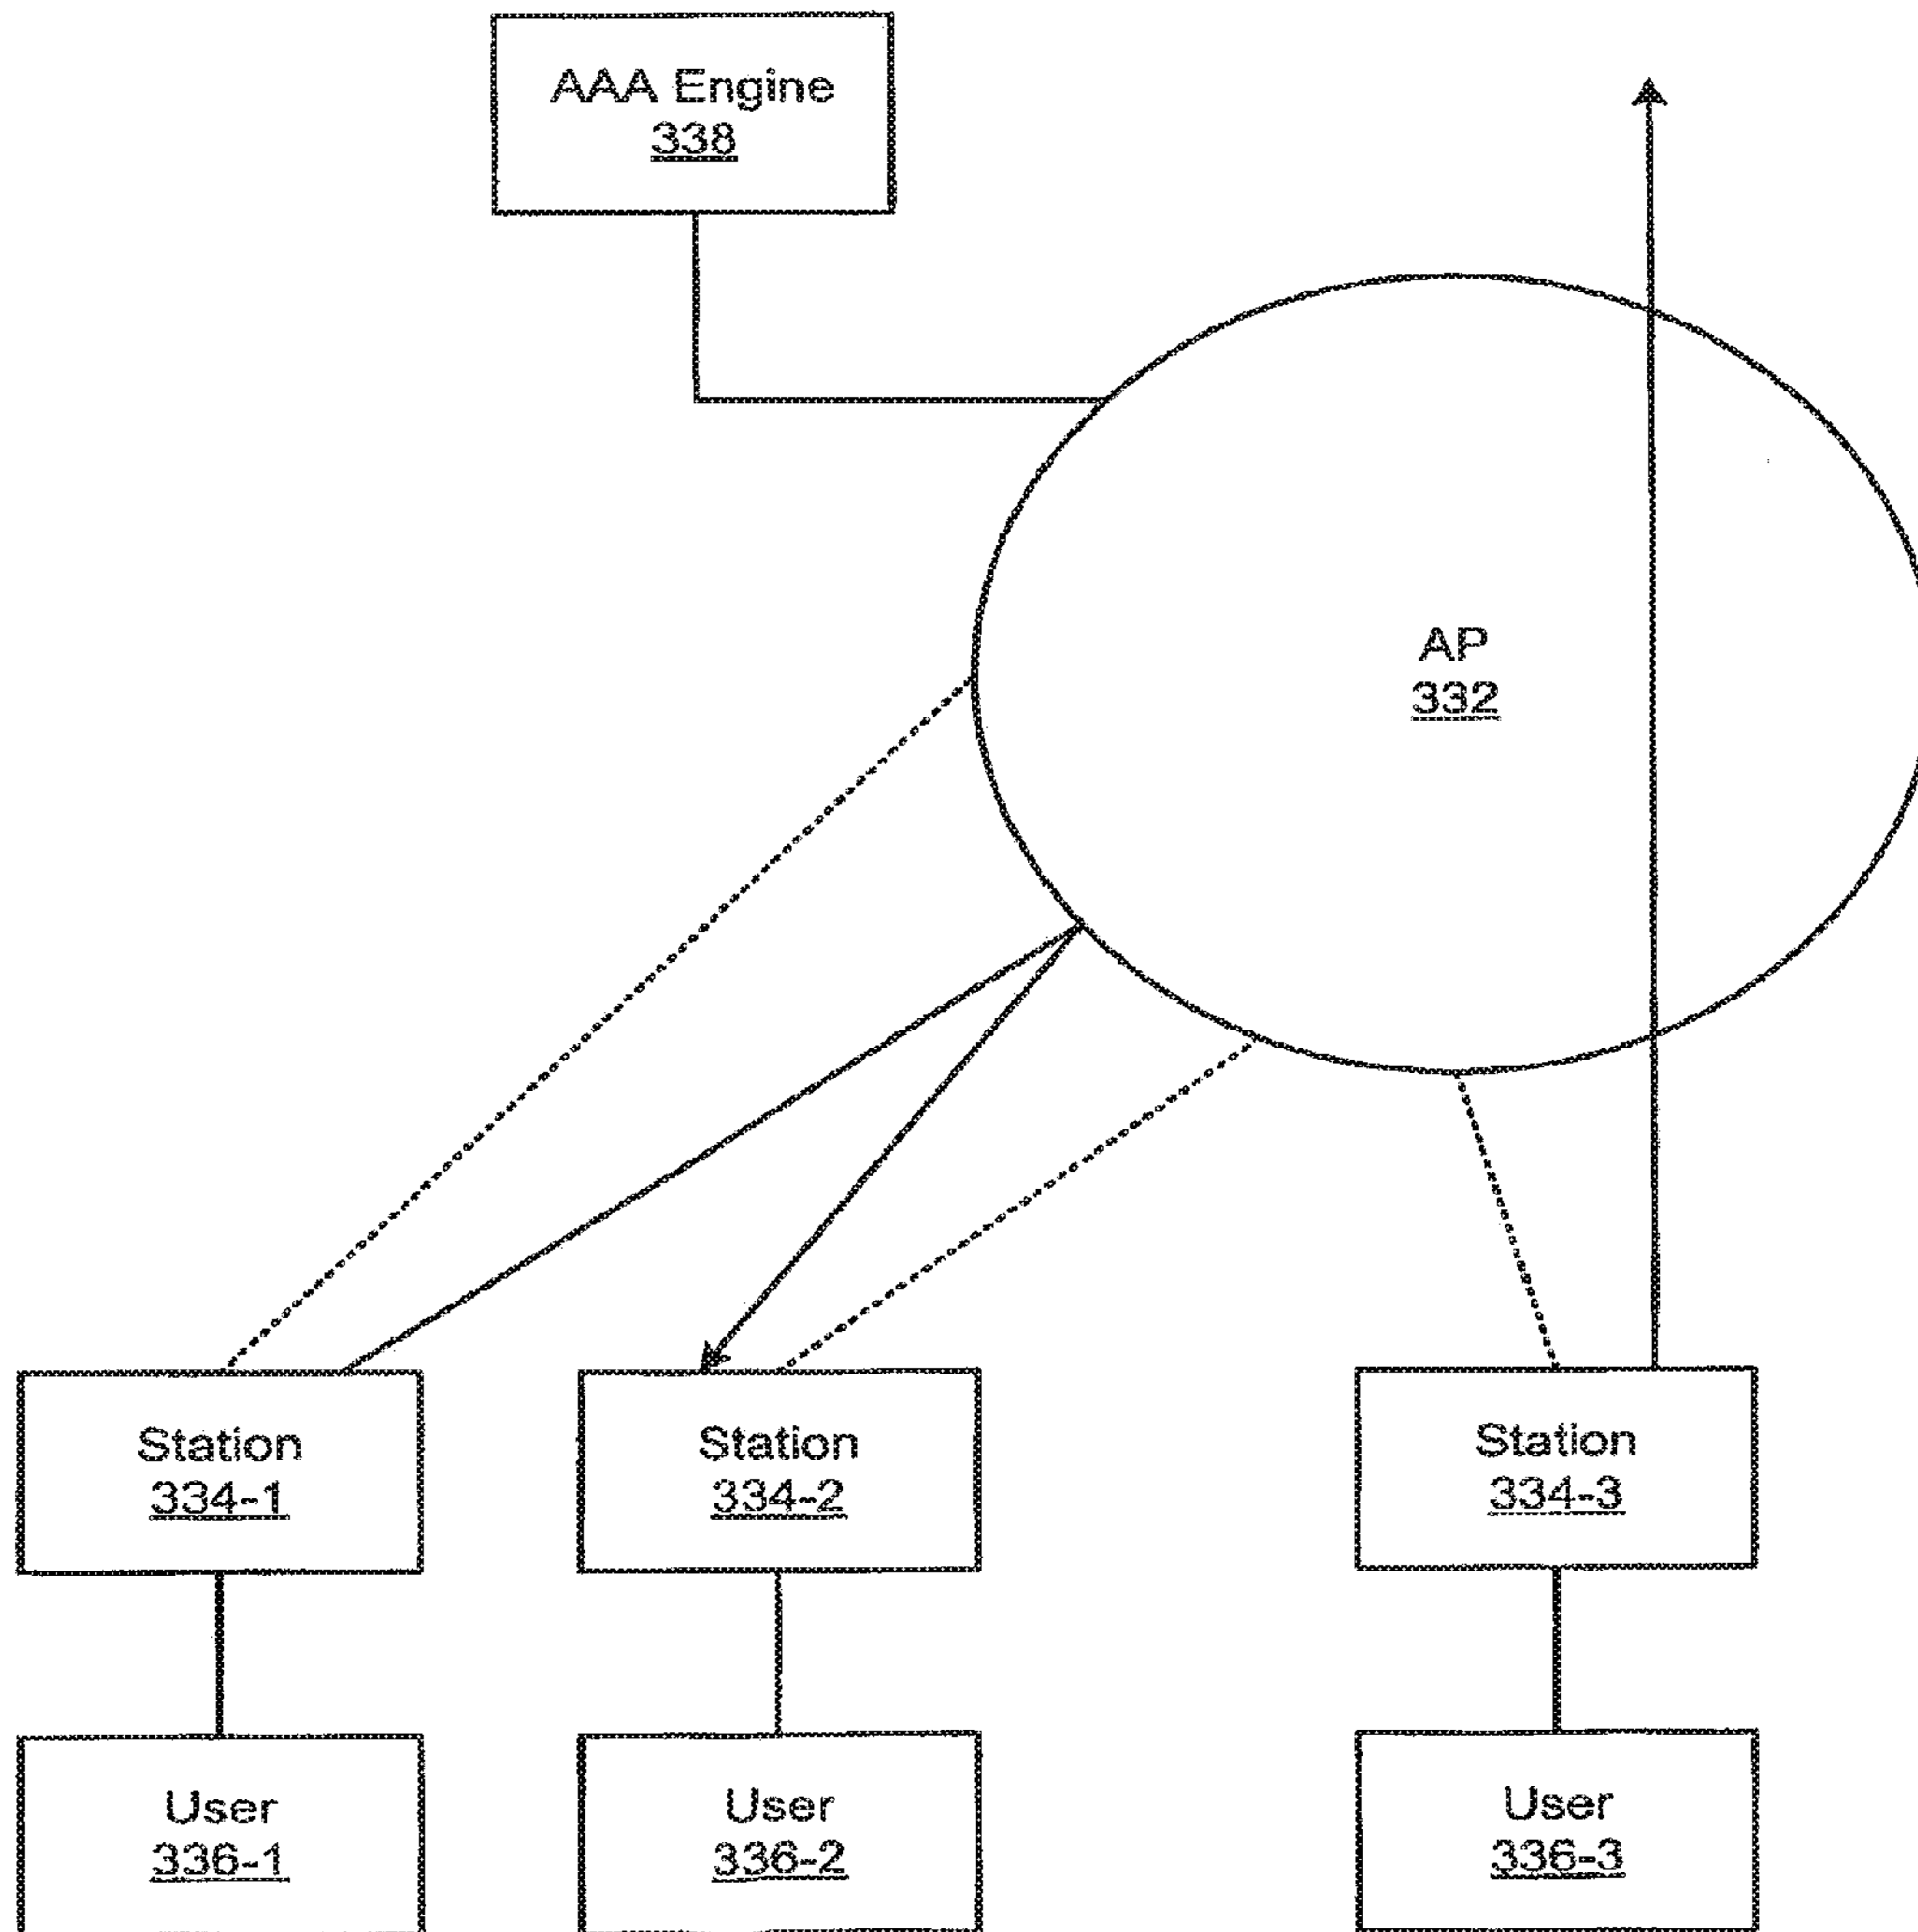 AAA Engine
338
AP
332
Station
334-1
Station
334-2
Station
334-3
User
336-1
User
336-2
User
336-3